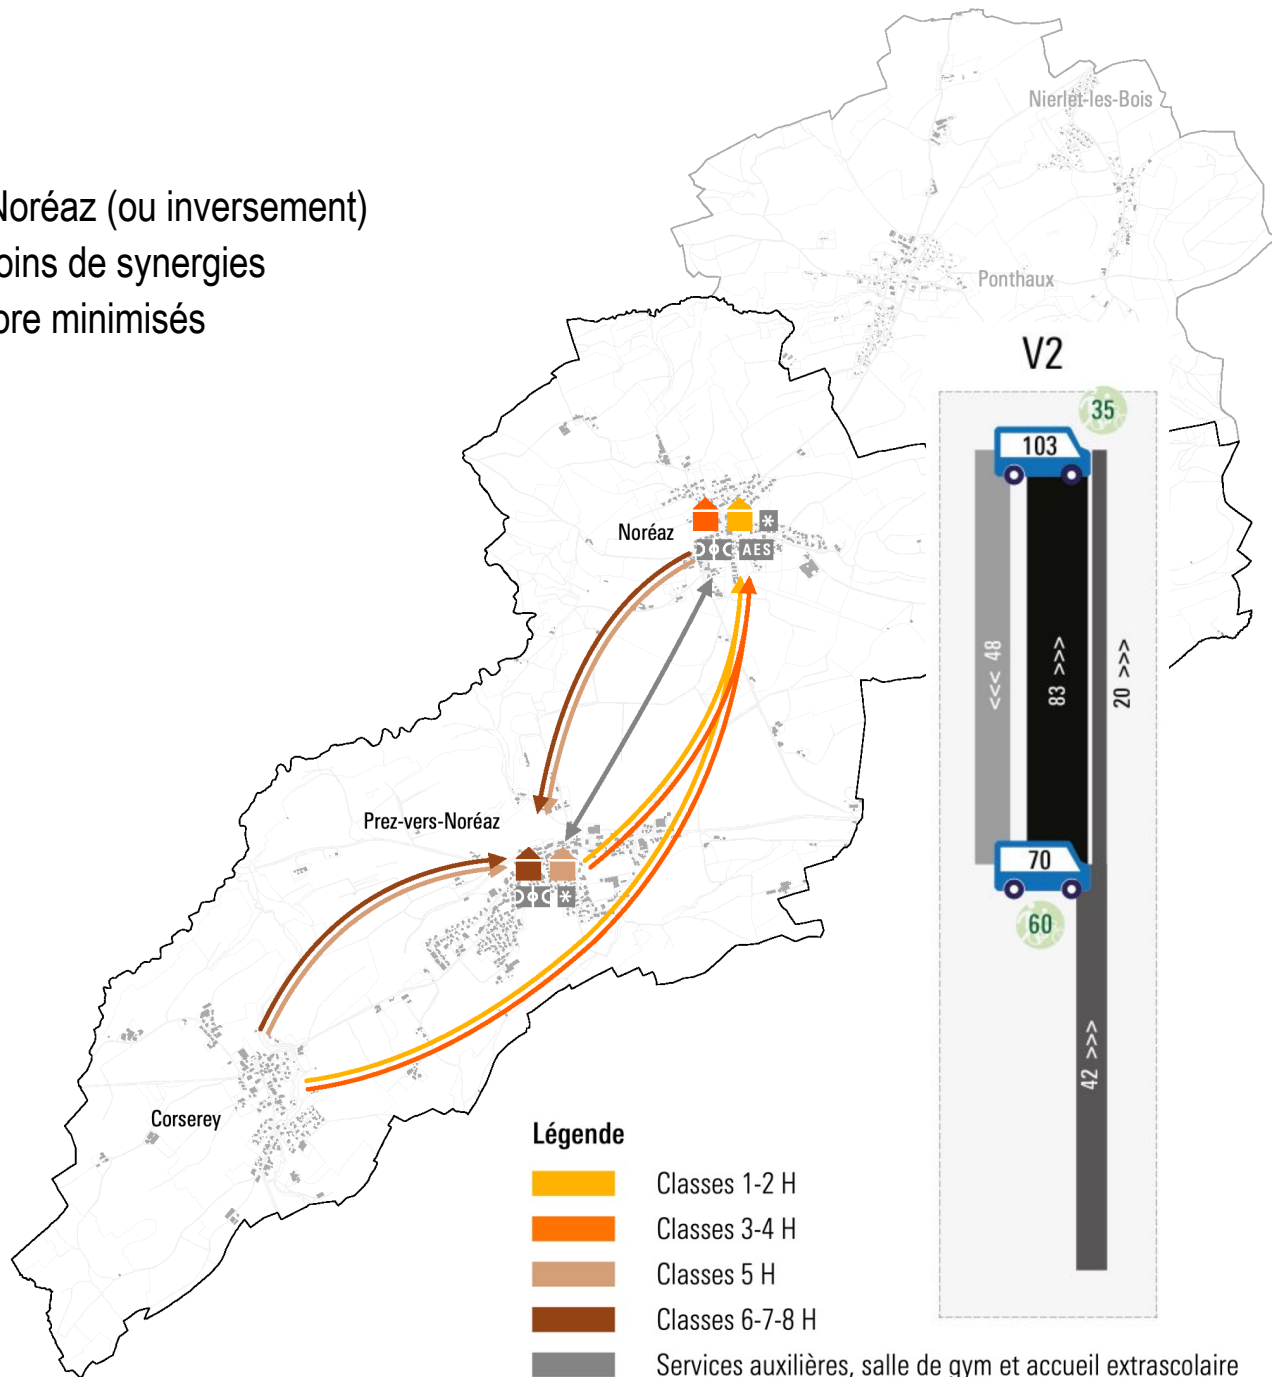 Noréaz (ou inversement)
oins de synergies
ore minimisés
Nierlet-les-Bois
Ponthaux
V2
35
103
<<< 48
83 >>>
20 >>>
70
60
42 >>>
Noréaz
*
AES
Prez-vers-Noréaz
*
Corserey
Légende
Classes 1-2 H
Classes 3-4 H
Classes 5 H
Classes 6-7-8 H
Services auxilières, salle de gym et accueil extrascolaire